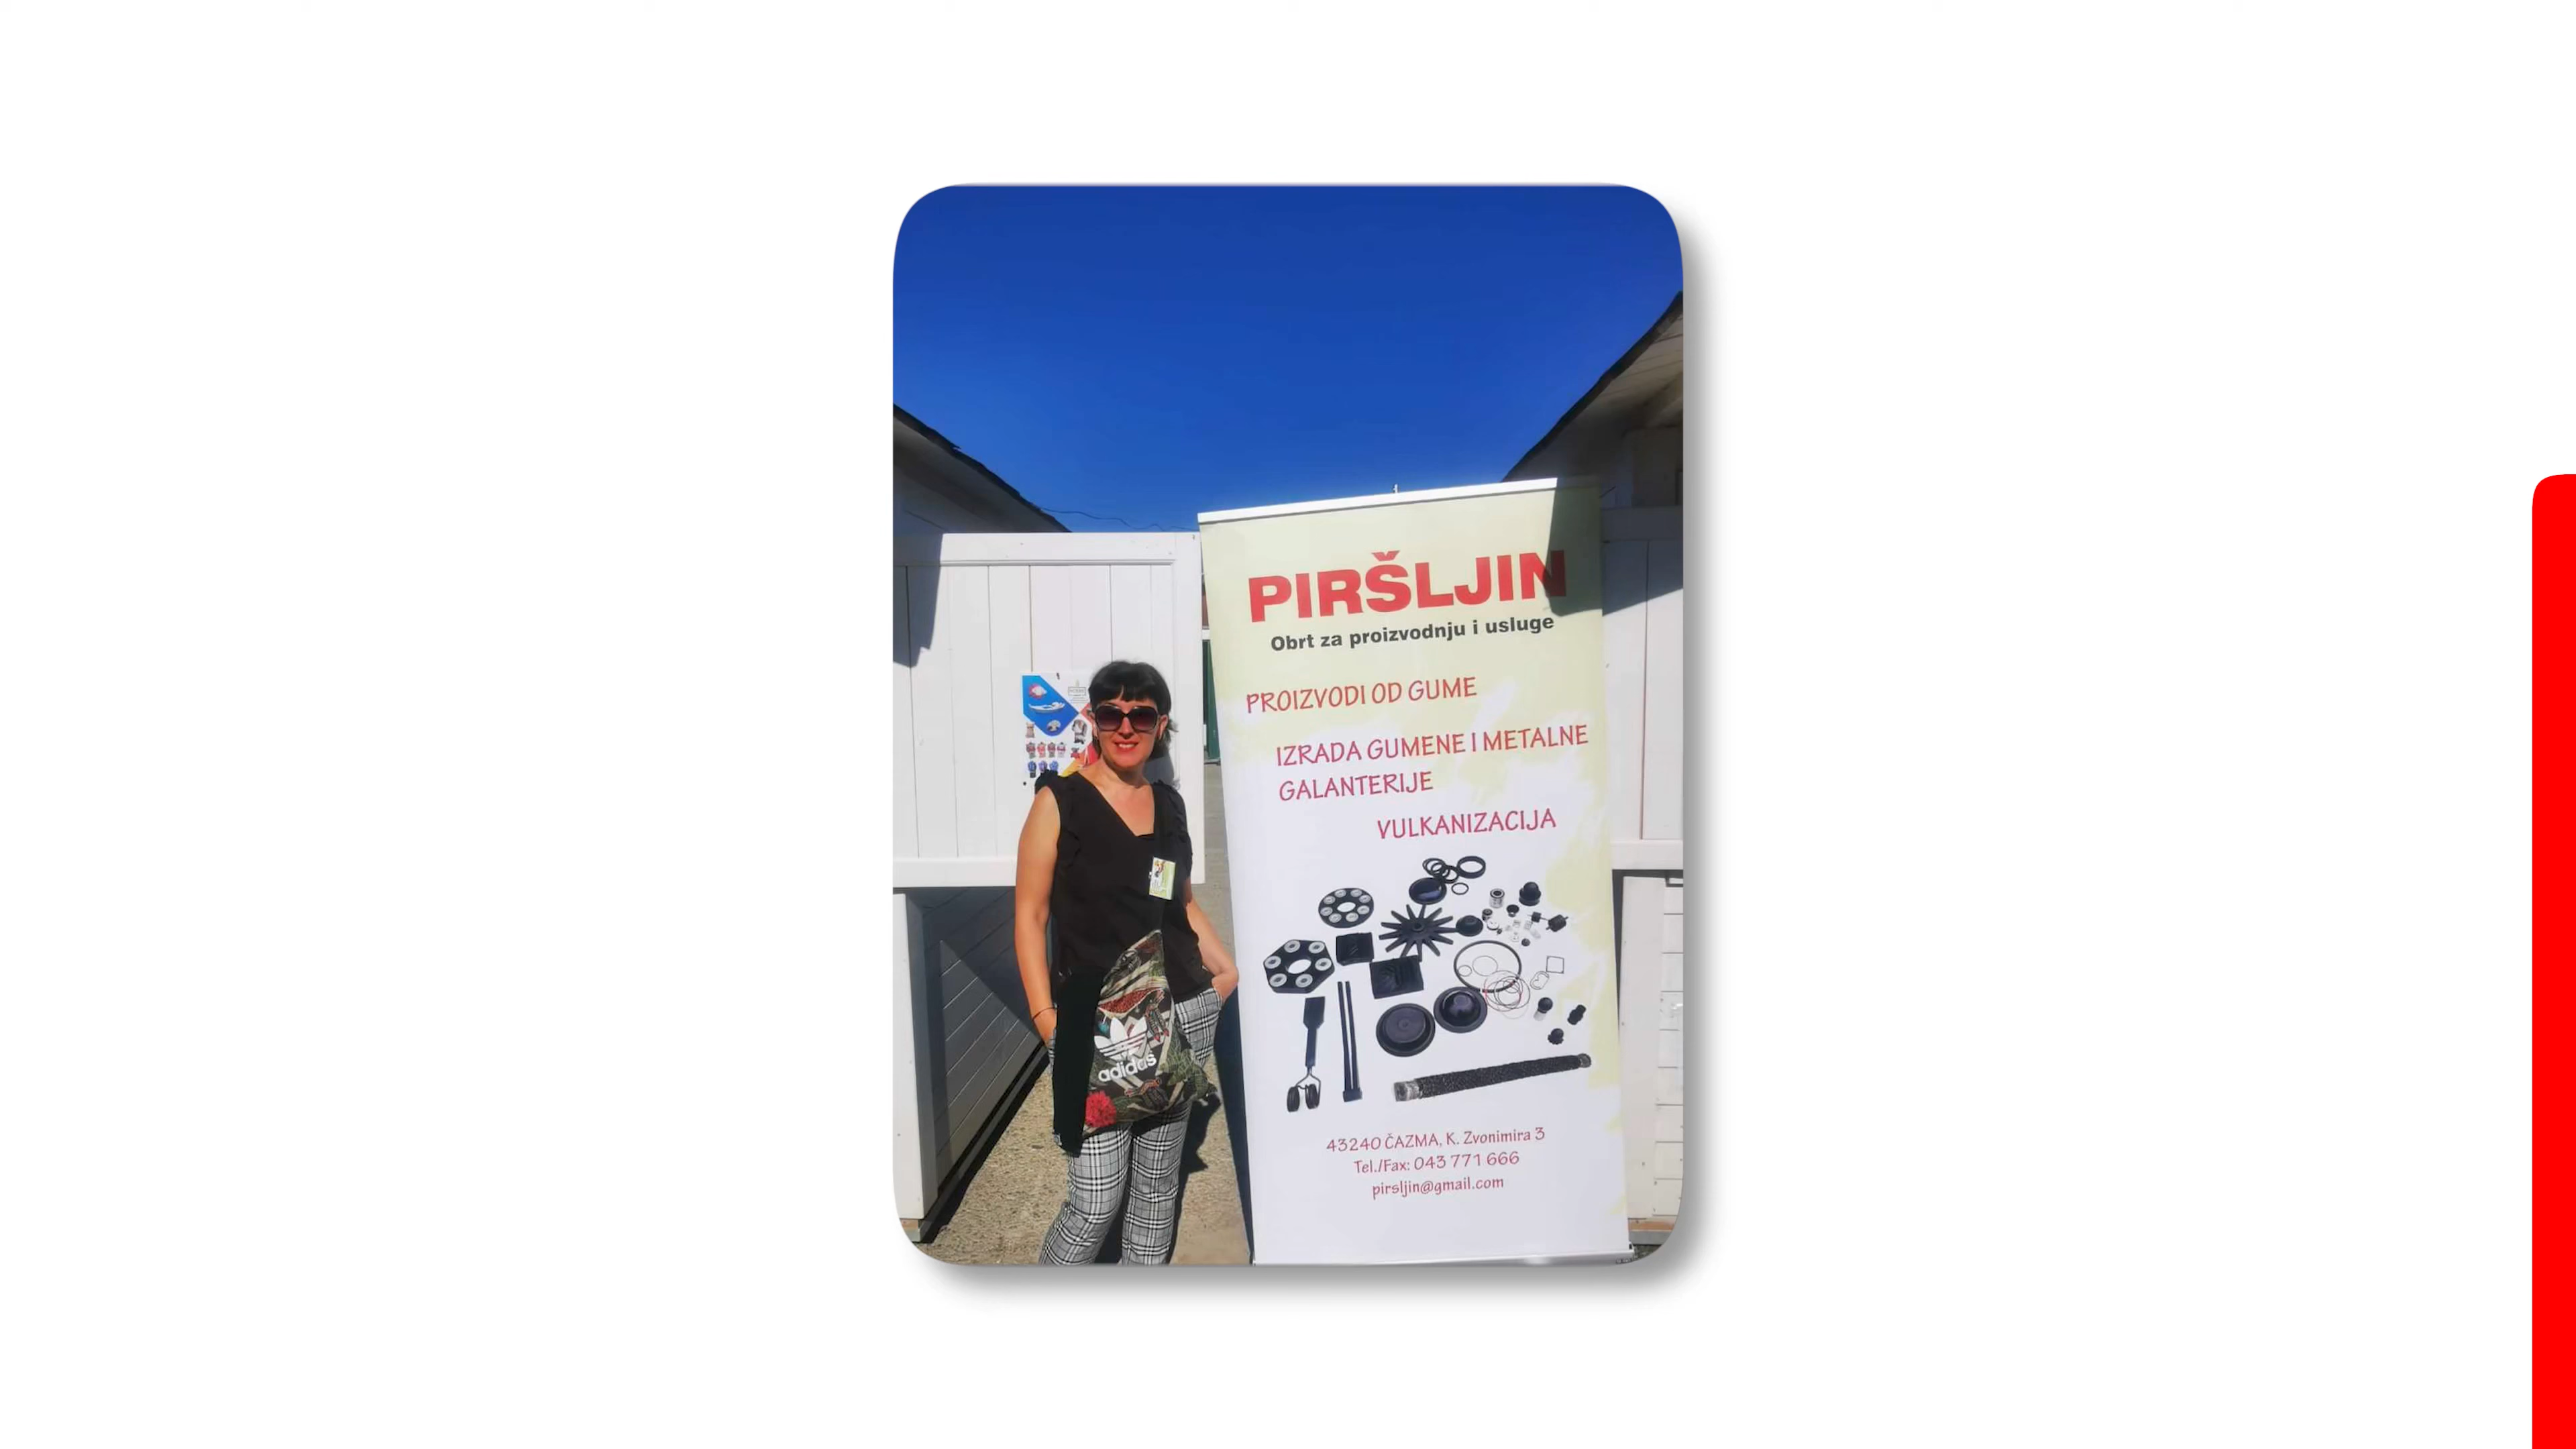 PIRŠLJIN
Obrt za proizvodnju i usluge
PROIZVODI OD GUME
IZRADA GUMENE I METALNE
GALANTERIJE
VULKANIZACIJA
adidas
43240 ČAZMA, K. Zvonimira 3
Tel./Fax: 043 771 666
pirsljin@gmail.com